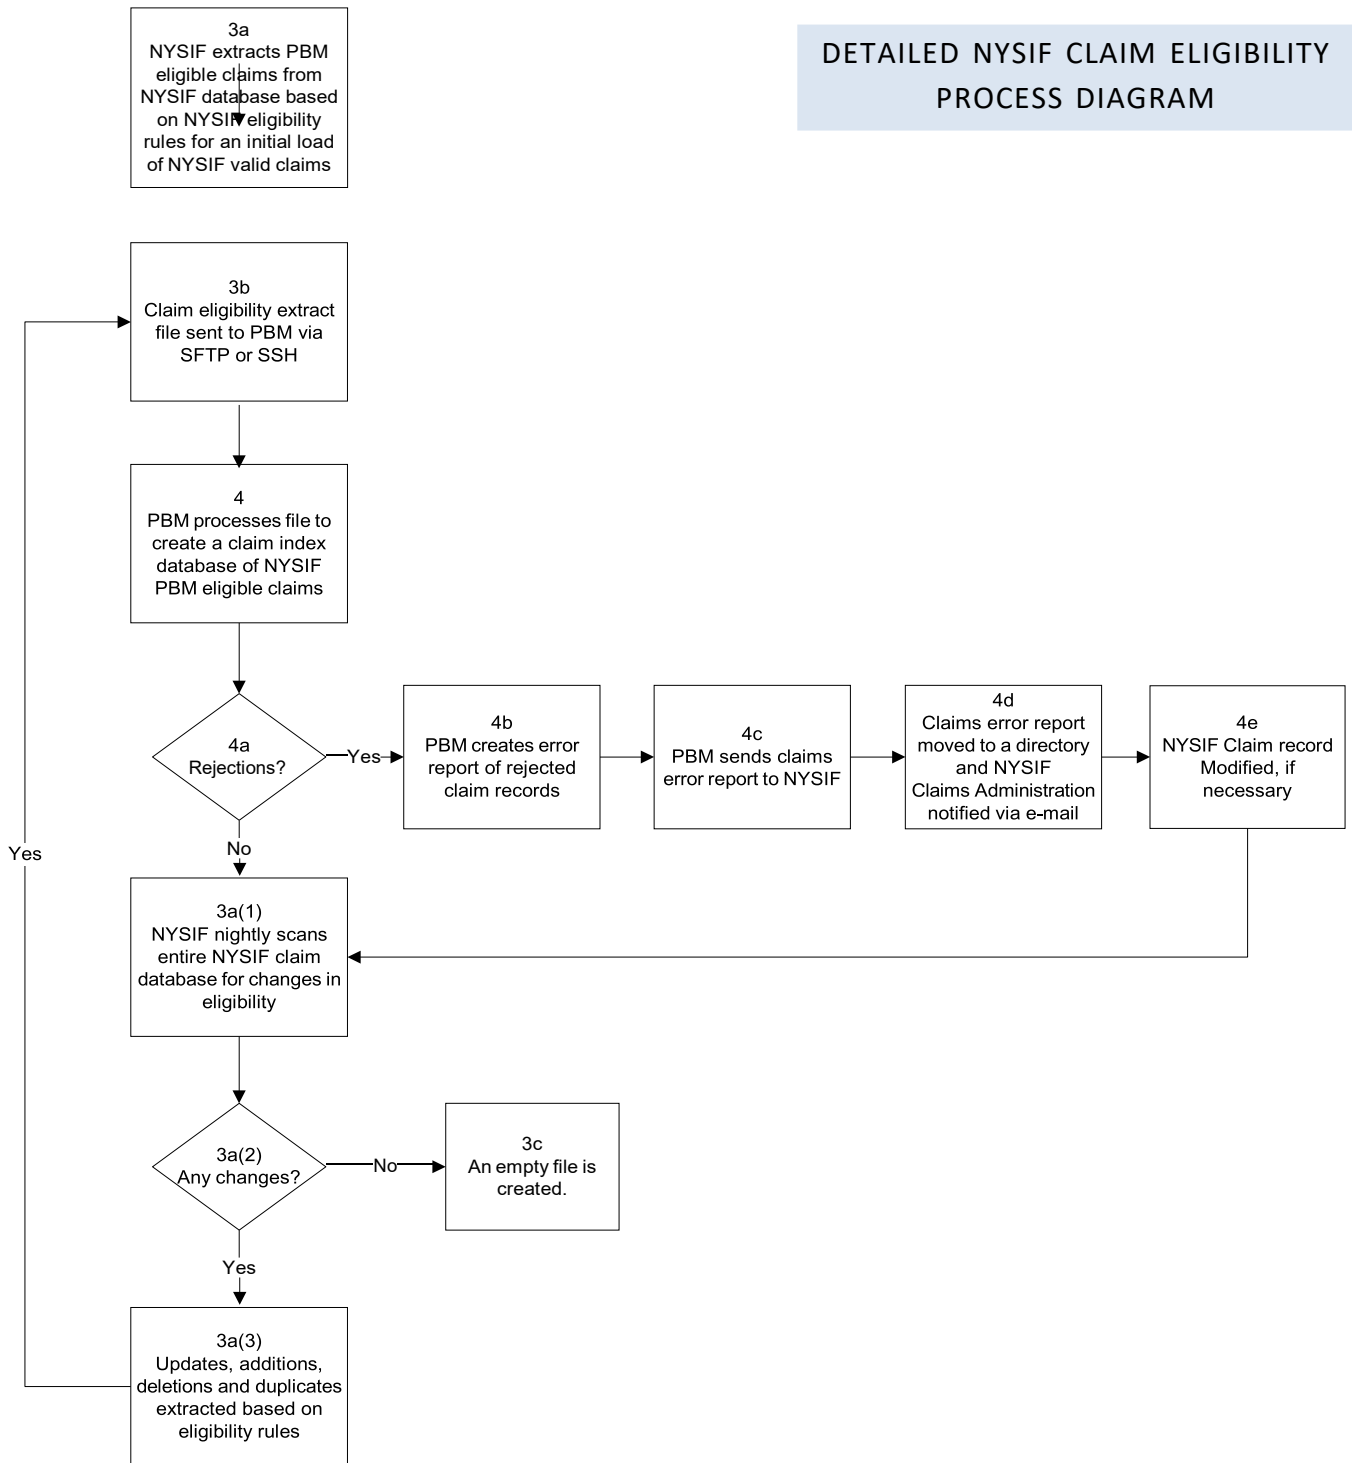 DETAILED NYSIF CLAIM ELIGIBILITY
PROCESS DIAGRAM
3a
NYSIF extracts PBM
eligible claims from
NYSIF database based
on NYSIF eligibility
rules for an initial load
of NYSIF valid claims
3b
Claim eligibility extract
file sent to PBM via
SFTP or SSH
4
PBM processes file to
create a claim index
database of NYSIF
PBM eligible claims
4a
Rejections?
Yes
4b
PBM creates error
report of rejected
claim records
4c
PBM sends claims
error report to NYSIF
4d
Claims error report
moved to a directory
and NYSIF
Claims Administration
notified via e-mail
4e
NYSIF Claim record
Modified, if
necessary
No
Yes
3a(1)
NYSIF nightly scans
entire NYSIF claim
database for changes in
eligibility
3a(2)
Any changes?
No
3c
An empty file is
created.
Yes
3a(3)
Updates, additions,
deletions and duplicates
extracted based on
eligibility rules